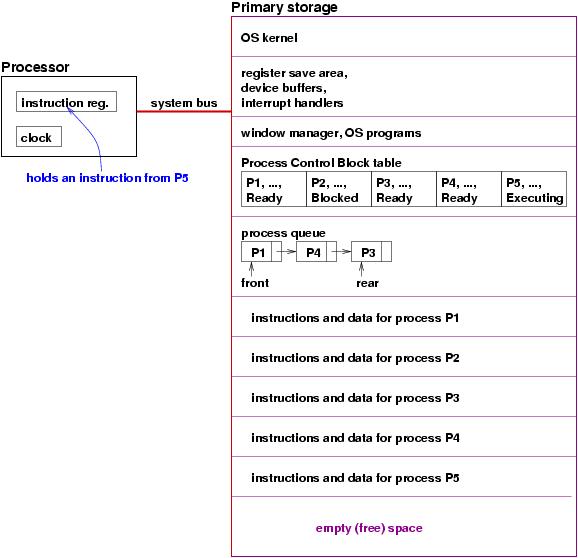 Primary storage
OS kernel
Processor
register save area,
device buffers,
interrupt handlers
instruction reg.
system bus
clock
window manager, OS programs
holds an instruction from P5
Process Control Block table
P1, ...,
Ready
P2, ...,
Blocked
P3, ...,
Ready
P4, ...,
Ready
P5, ...,
Executing
process queue
P1
P4
P3
front
rear
instructions and data for process P1
instructions and data for process P2
instructions and data for process P3
instructions and data for process P4
instructions and data for process P5
empty (free) space